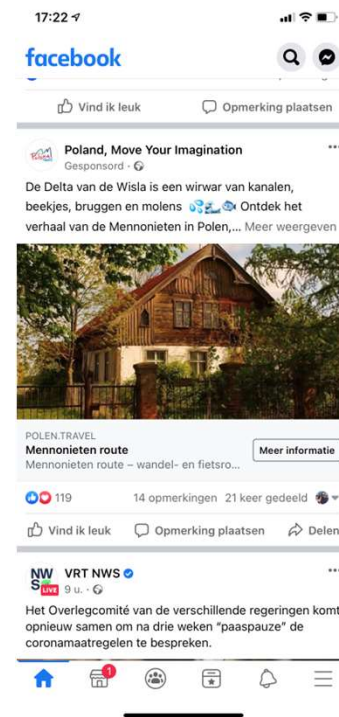 17:22
facebook
Vind ik leuk Opmerking plaatsen
Poland, Move Your Imagination
Gesponsord ·
De Delta van de Wisla is een wirwar van kanalen,
beekjes, bruggen en molens 💦🌊🐟 Ontdek het
verhaal van de Mennonieten in Polen,... Meer weergeven
POLEN.TRAVEL
Mennonieten route
Mennonieten route – wandel- en fietsro...
Meer informatie
119 14 opmerkingen 21 keer gedeeld
Vind ik leuk Opmerking plaatsen Delen
NWS LIVE
VRT NWS
9 u. ·
Het Overlegcomité van de verschillende regeringen komt
opnieuw samen om na drie weken “paaspauze” de
coronamaatregelen te bespreken.
1